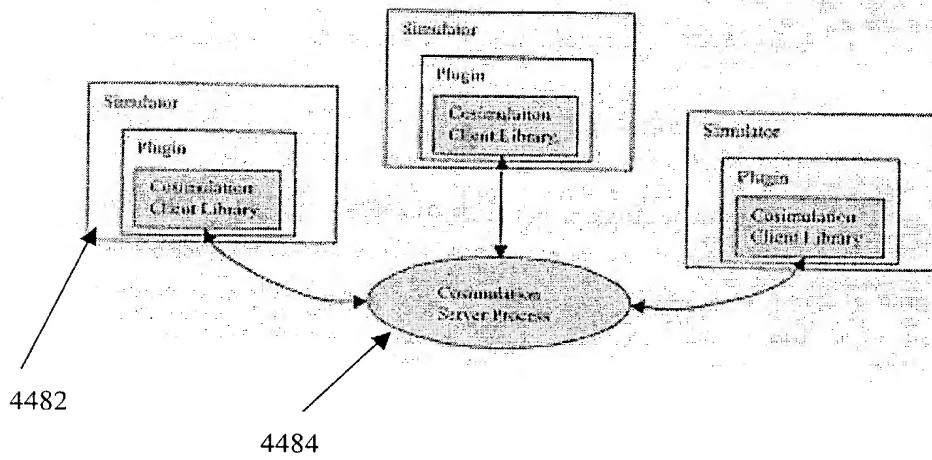 Simulator
Plugin
Cosimulation
Client Library
Simulator
Plugin
Cosimulation
Client Library
Simulator
Plugin
Cosimulation
Client Library
Cosimulation
Server Process
4482
4484